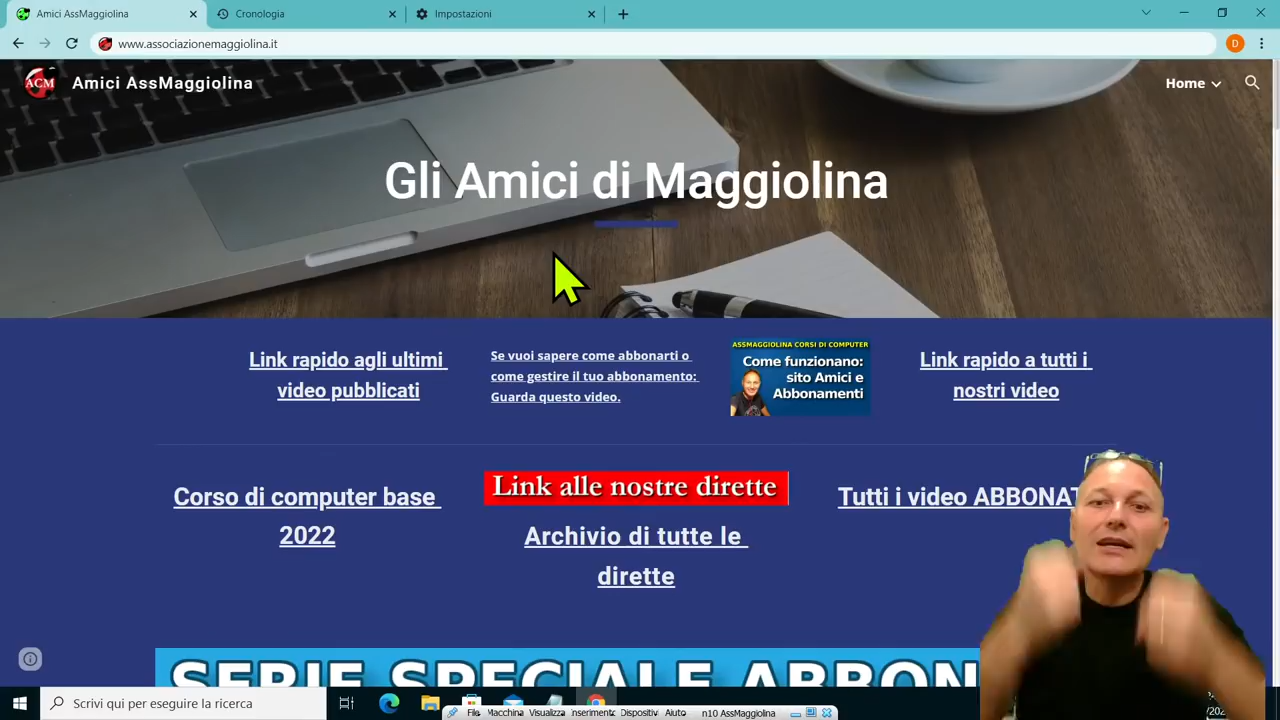 Amici AssMaggiolina
Cronologia
Impostazioni
www.associazionemaggiolina.it
D
ACM
Amici AssMaggiolina
Home
Gli Amici di Maggiolina
Link rapido agli ultimi
video pubblicati
Se vuoi sapere come abbonarti o
come gestire il tuo abbonamento:
Guarda questo video.
ASSMAGGIOLINA CORSI DI COMPUTER
Come funzionano:
sito Amici e
Abbonamenti
Link rapido a tutti i
nostri video
Corso di computer base
2022
Link alle nostre dirette
Archivio di tutte le
dirette
Tutti i video ABBONAT
SERIE SPECIALE ABBON
Scrivi qui per eseguire la ricerca
File Macchina Visualizza Inserimento Dispositivi Aiuto n10 AssMaggiolina